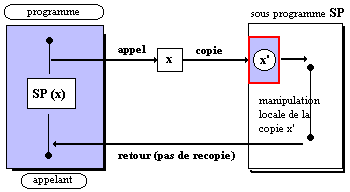 programme
sous programme SP
appel
copie
x
x'
SP (x)
manipulation
locale de la
copie x'
retour (pas de recopie)
appelant